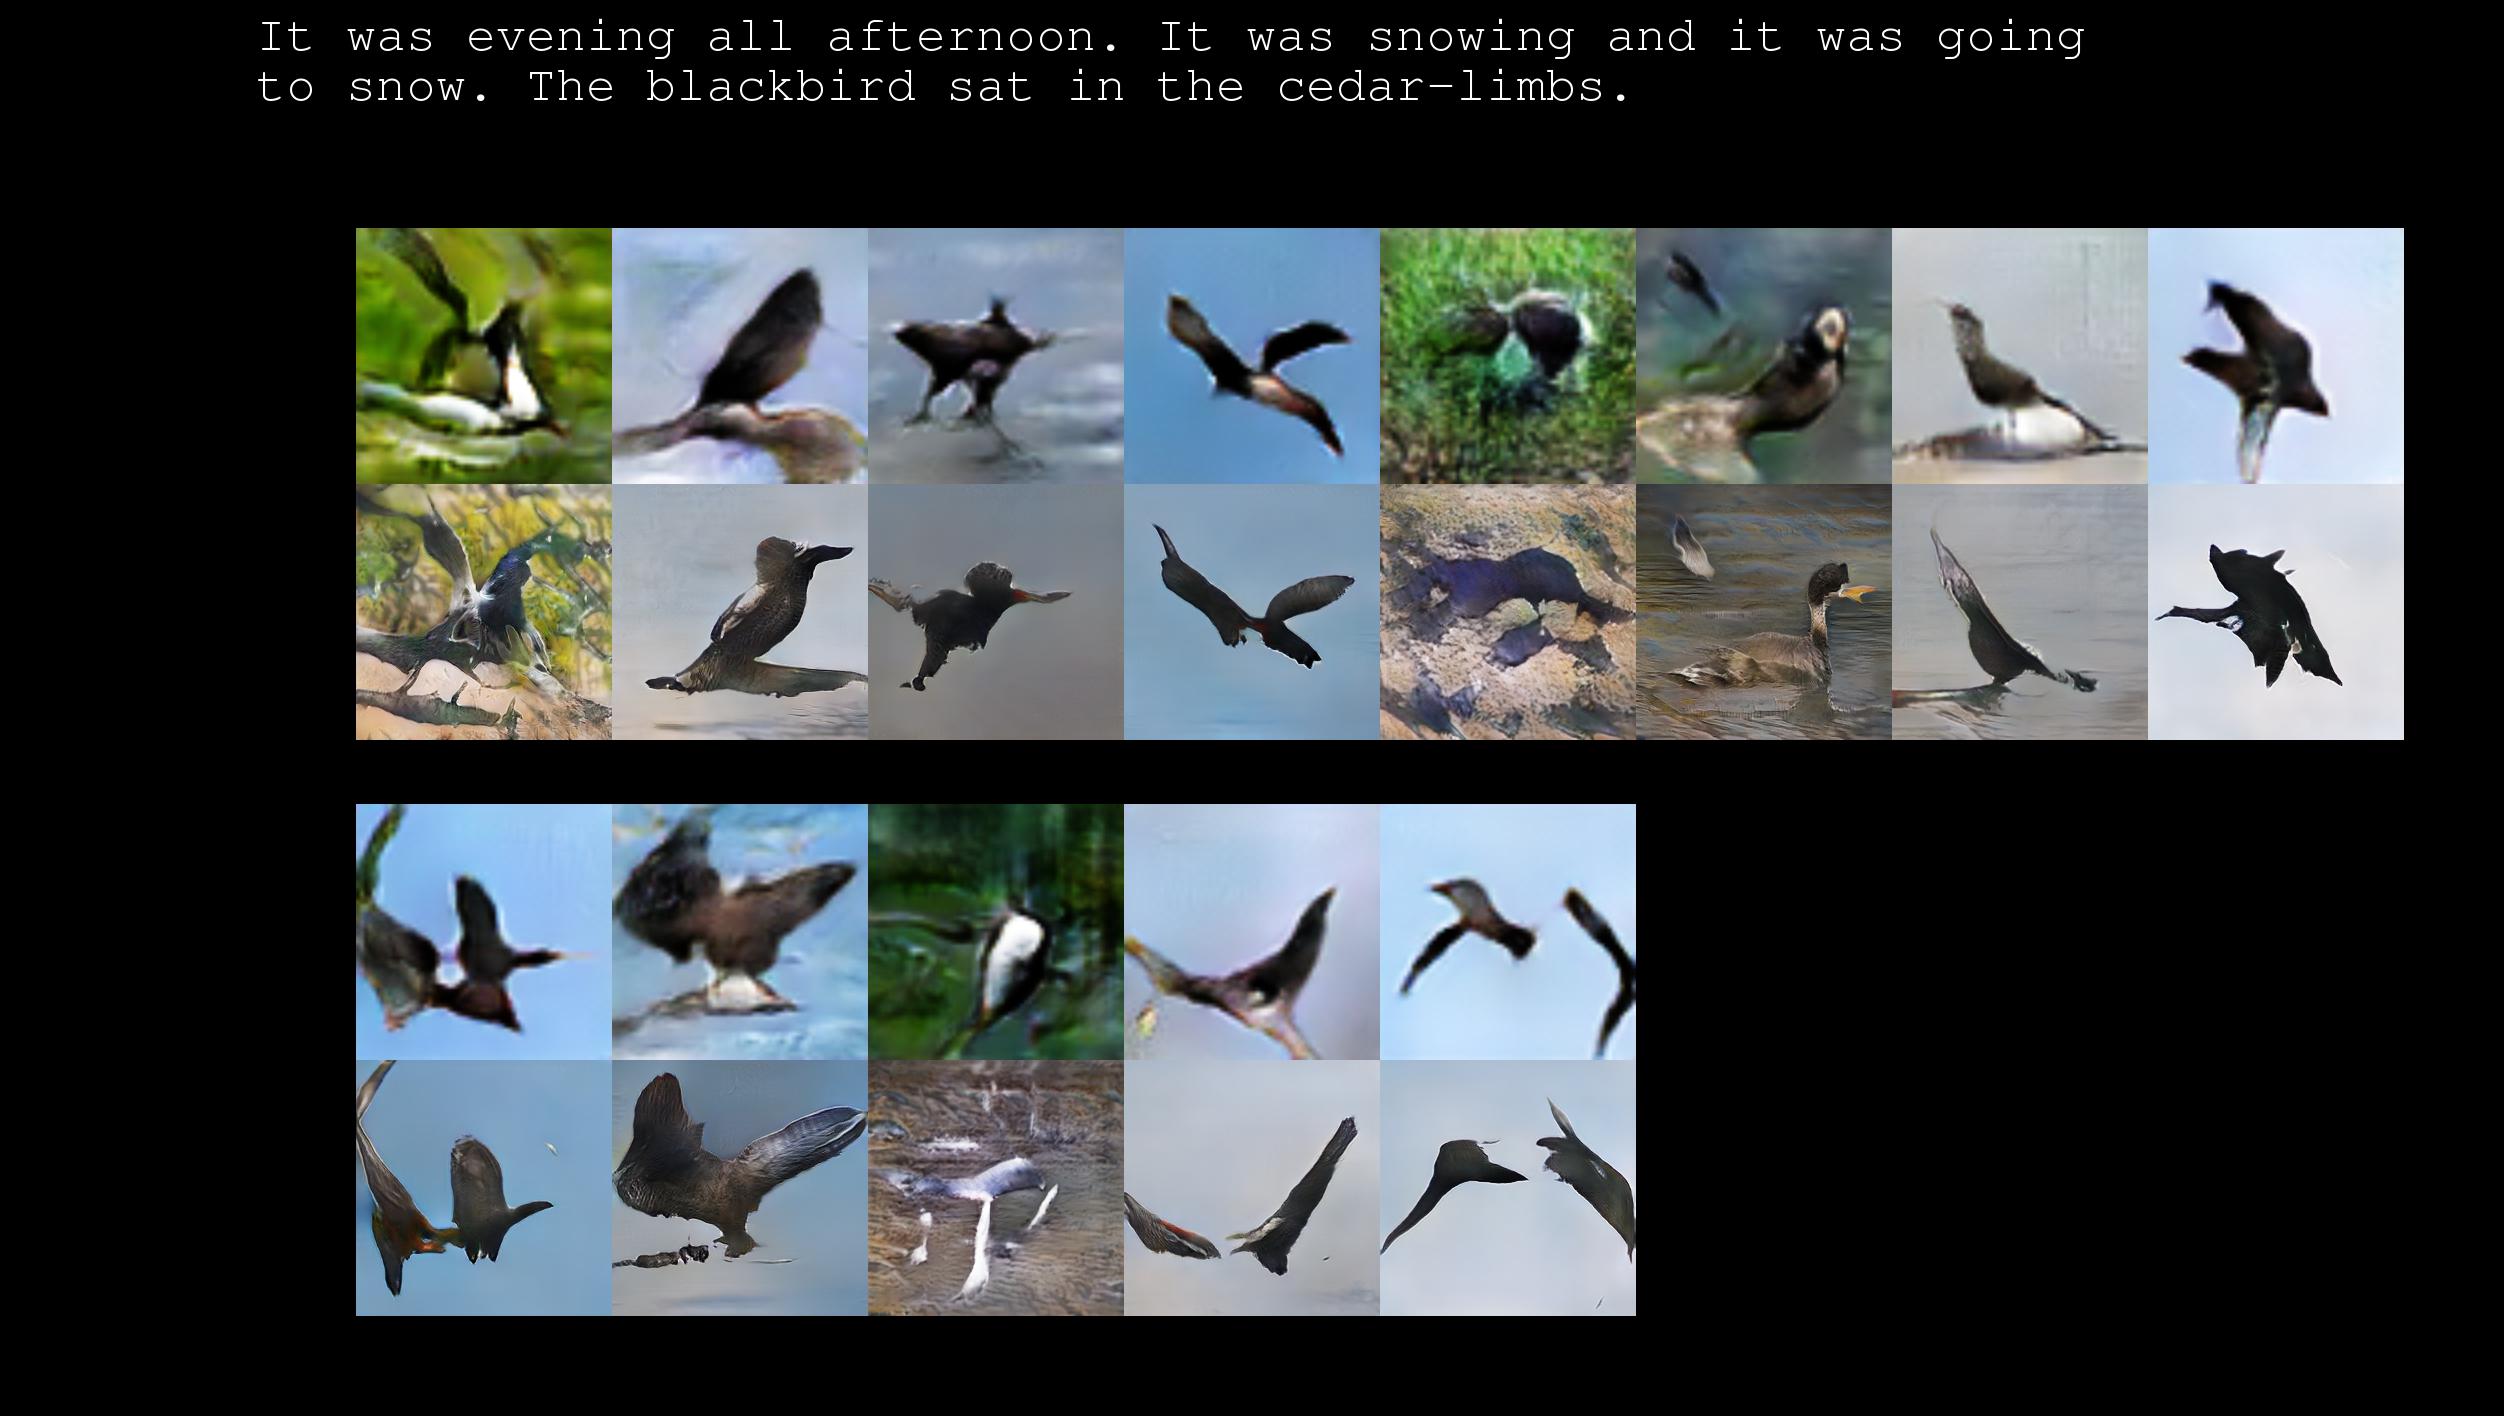 It was evening all afternoon. It was snowing and it was going
to snow. The blackbird sat in the cedar-limbs.